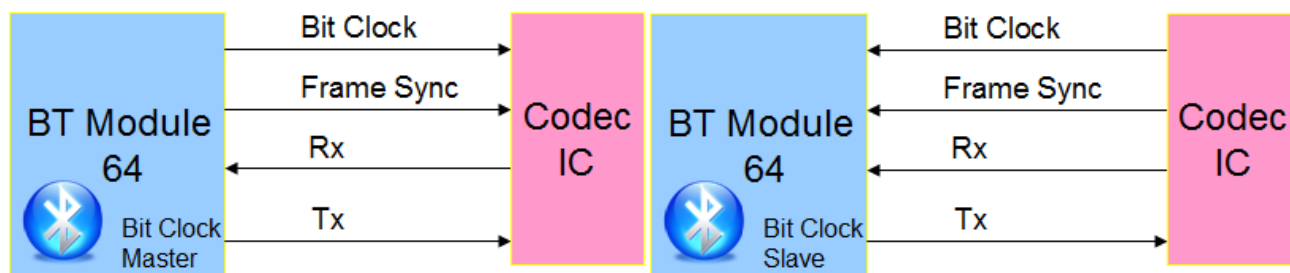 Bit Clock
Frame Sync
Rx
Tx
BT Module
64
Bit Clock
Master
Codec
IC
Bit Clock
Frame Sync
Rx
Tx
BT Module
64
Bit Clock
Slave
Codec
IC